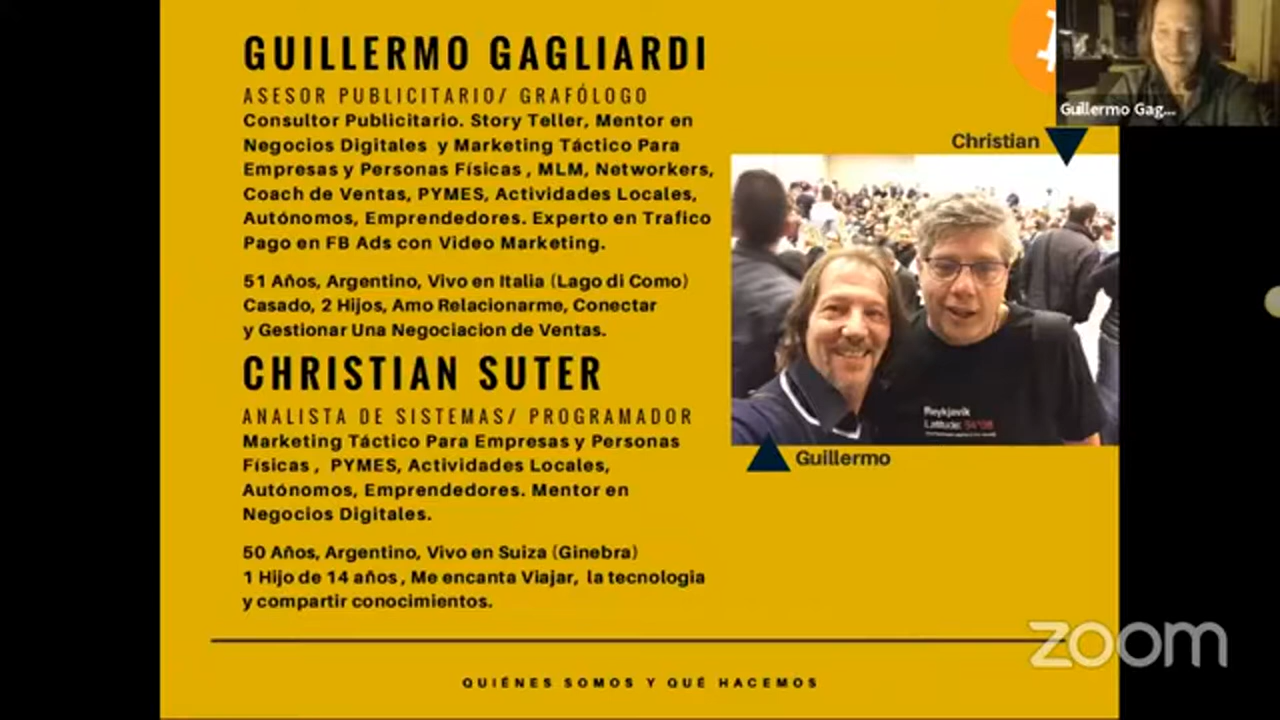 GUILLERMO GAGLIARDI
ASESOR PUBLICITARIO/ GRAFÓLOGO
Consultor Publicitario. Story Teller, Mentor en
Negocios Digitales y Marketing Táctico Para
Empresas y Personas Físicas , MLM, Networkers,
Coach de Ventas, PYMES, Actividades Locales,
Autónomos, Emprendedores. Experto en Trafico
Pago en FB Ads con Video Marketing.
51 Años, Argentino, Vivo en Italia (Lago di Como)
Casado, 2 Hijos, Amo Relacionarme, Conectar
y Gestionar Una Negociacion de Ventas.
CHRISTIAN SUTER
ANALISTA DE SISTEMAS/ PROGRAMADOR
Marketing Táctico Para Empresas y Personas
Físicas , PYMES, Actividades Locales,
Autónomos, Emprendedores. Mentor en
Negocios Digitales.
50 Años, Argentino, Vivo en Suiza (Ginebra)
1 Hijo de 14 años , Me encanta Viajar, la tecnologia
y compartir conocimientos.
Guillermo Gag...
Christian
Reykjavik
Latitude:
Guillermo
zoom
QUIÉNES SOMOS Y QUÉ HACEMOS